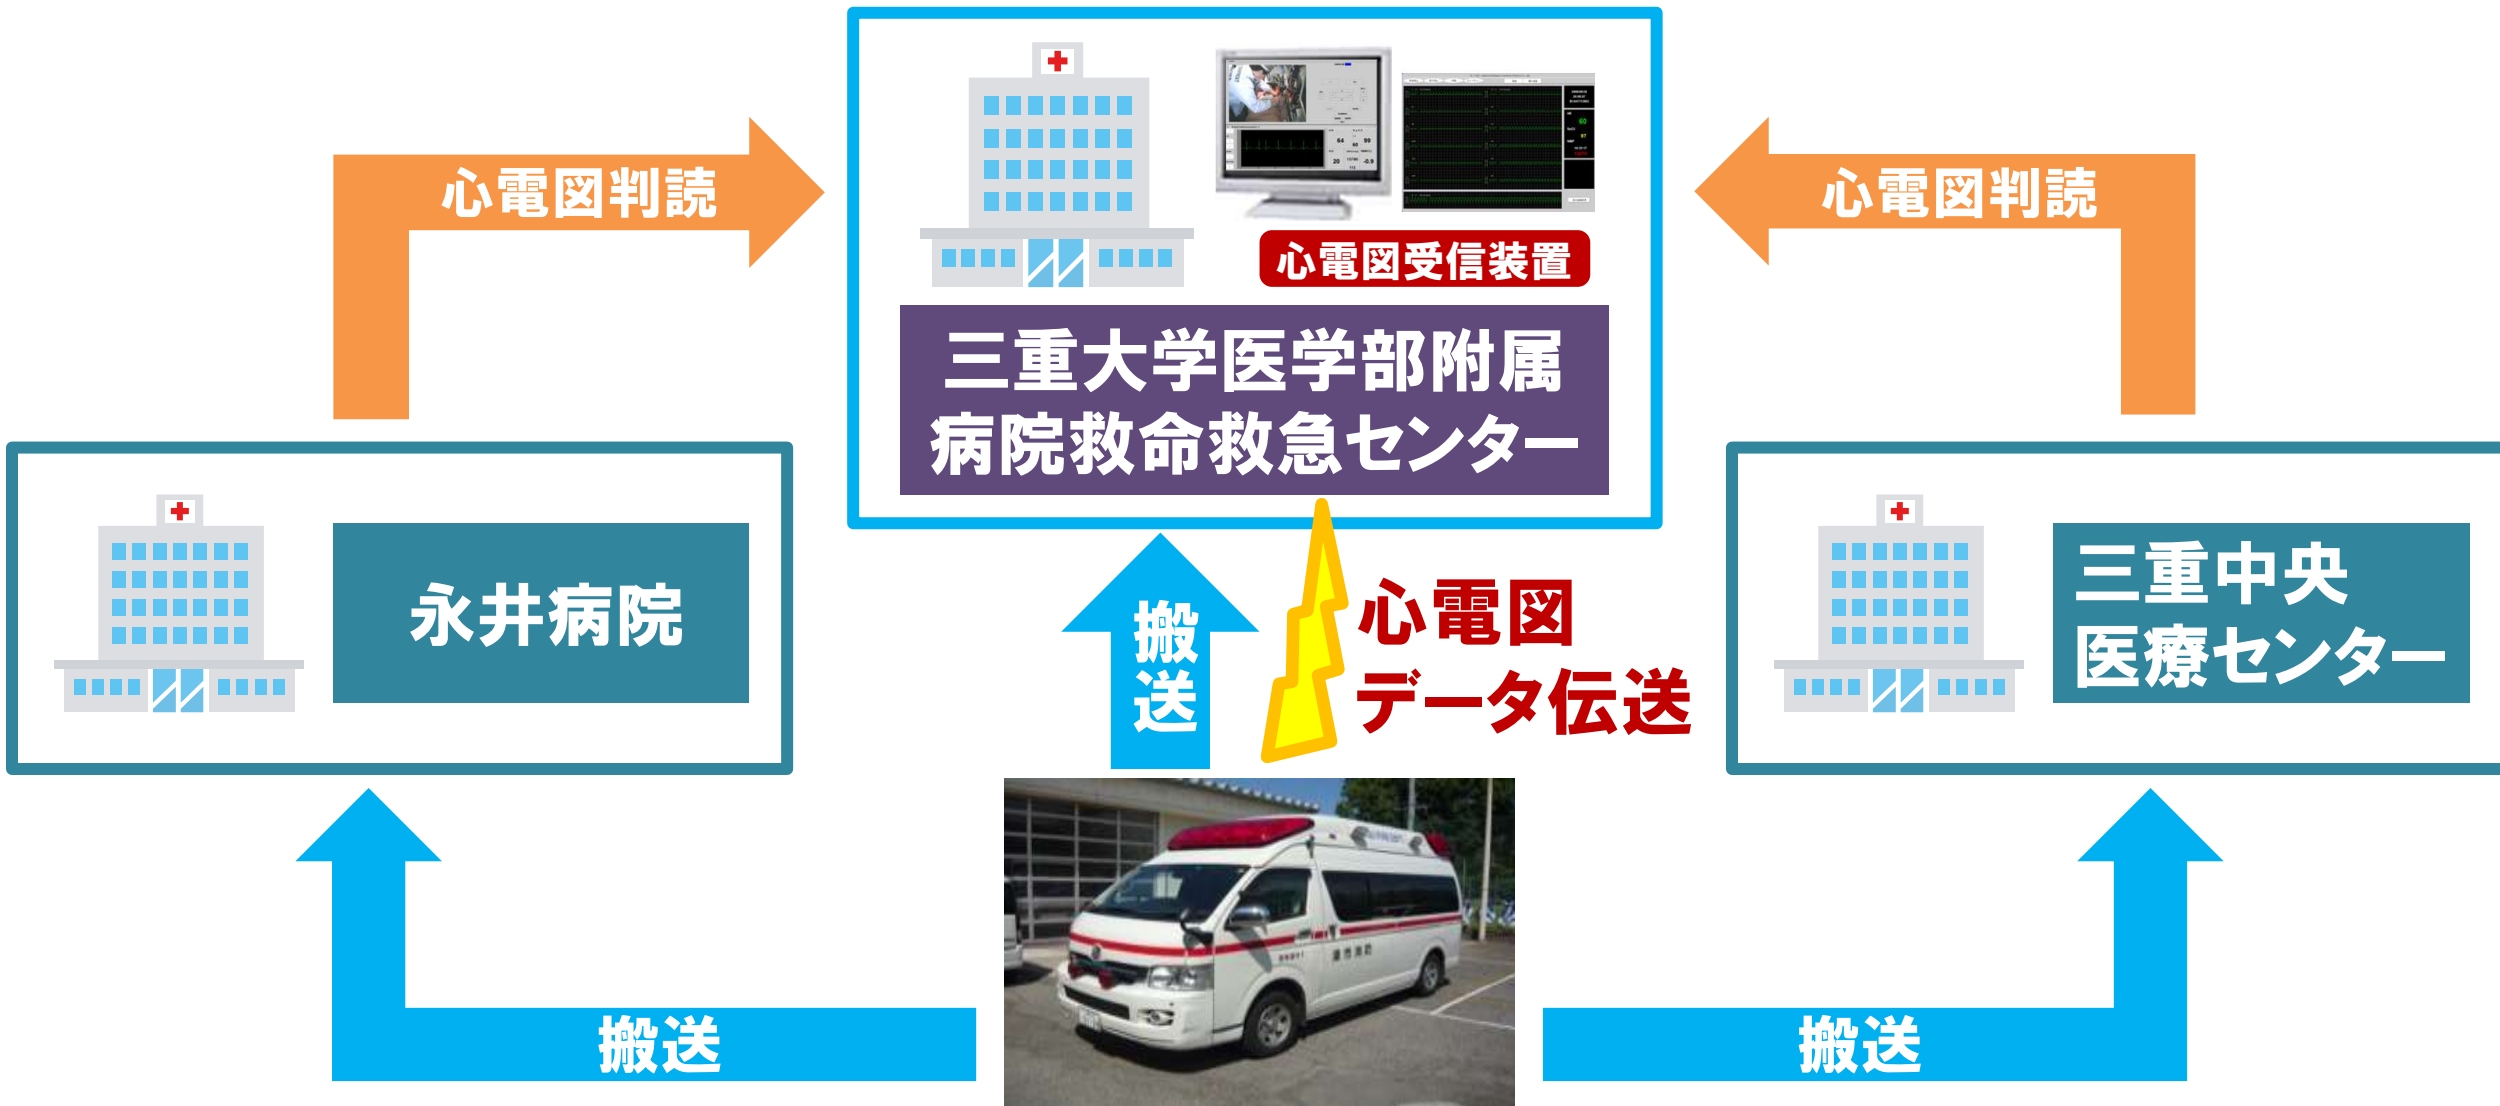 心電図判読
心電図判読
心電図受信装置
三重大学医学部附属
病院救命救急センター
永井病院
三重中央
医療センター
搬送
心電図
データ伝送
搬送
搬送